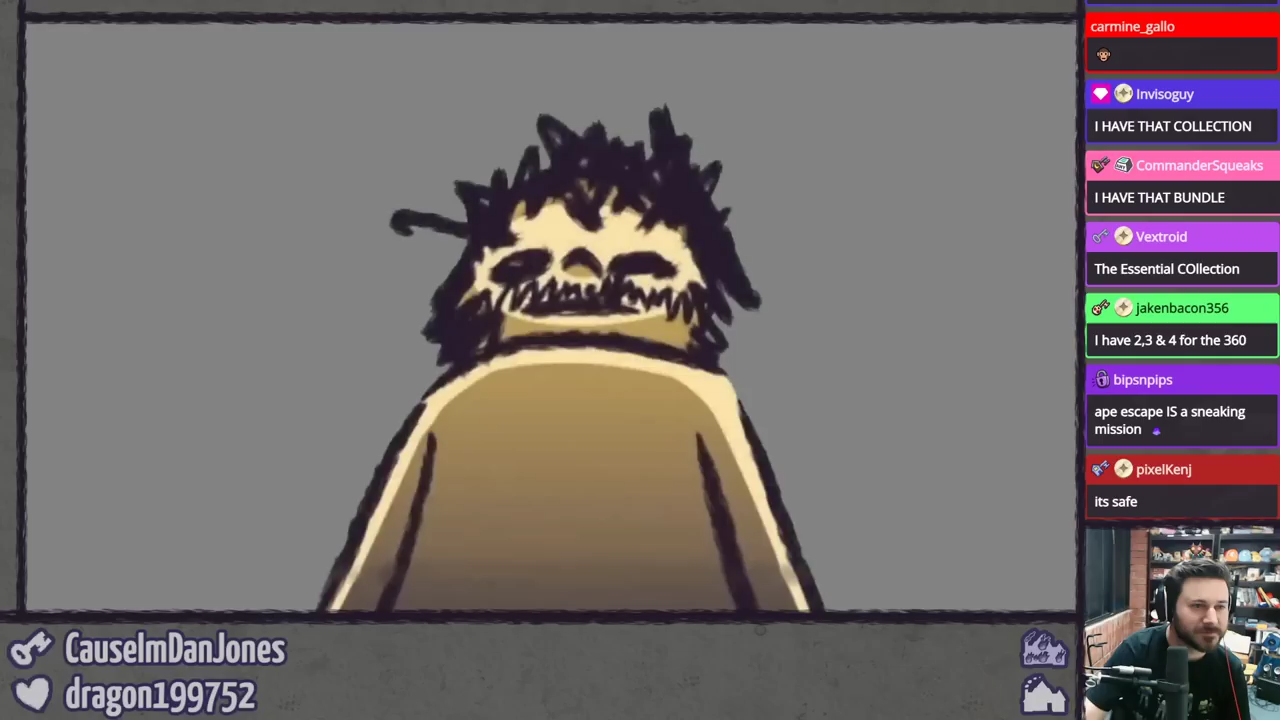 carmine_gallo
Invisoguy
I HAVE THAT COLLECTION
CommanderSqueaks
I HAVE THAT BUNDLE
Vextroid
The Essential COllection
jakenbacon356
I have 2,3 & 4 for the 360
bipsnpips
ape escape IS a sneaking
mission
pixelKenj
its safe
CauseImDanJones
dragon199752